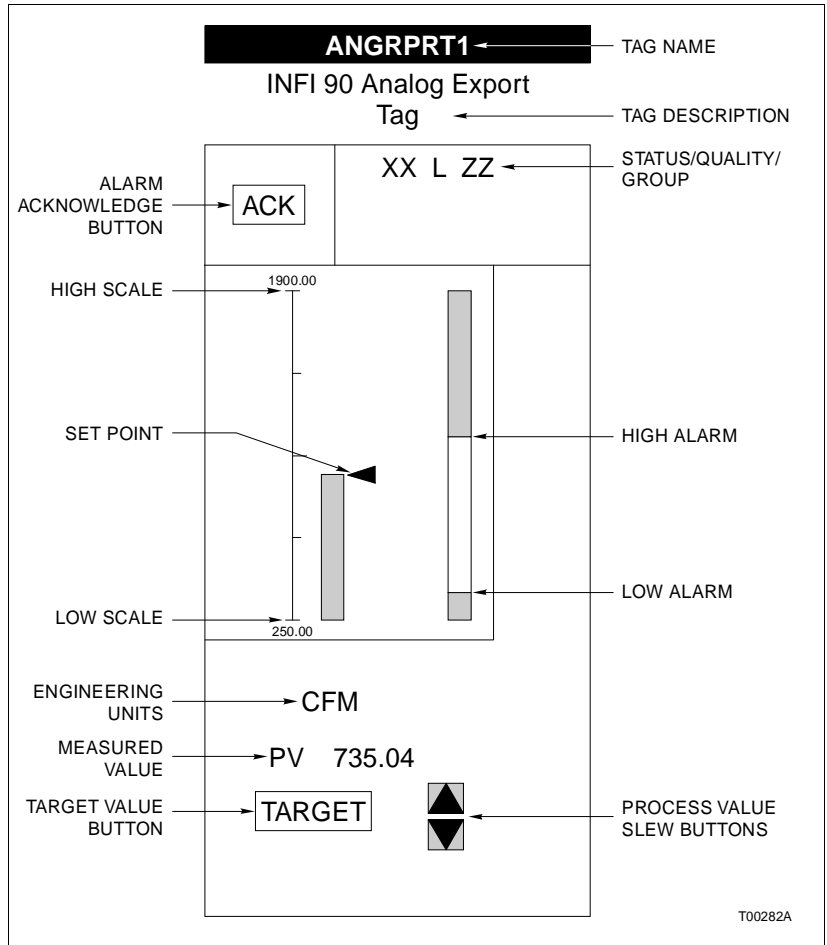 ANGRPRT1
TAG NAME
INFI 90 Analog Export
Tag
TAG DESCRIPTION
XX L ZZ
STATUS/QUALITY/
GROUP
ALARM
ACKNOWLEDGE
BUTTON
ACK
HIGH SCALE
1900.00
SET POINT
HIGH ALARM
LOW ALARM
LOW SCALE
250.00
ENGINEERING
UNITS
CFM
MEASURED
VALUE
PV 735.04
TARGET VALUE
BUTTON
TARGET
PROCESS VALUE
SLEW BUTTONS
T00282A